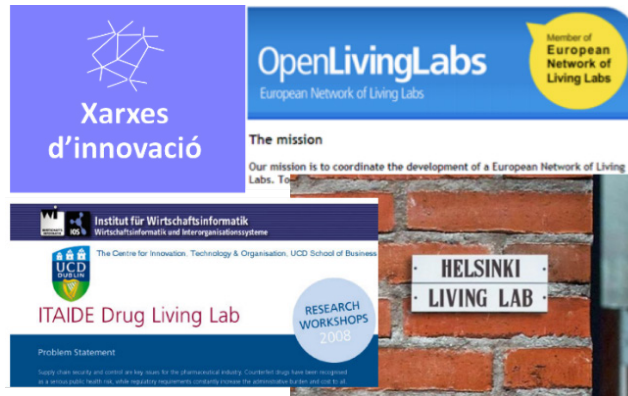 Xarxes
d'innovació
OpenLivingLabs
European Network of Living Labs
Member of
European
Network of
Living Labs
The mission
Our mission is to coordinate the development of a European Network of Living
Labs. To
Institut für Wirtschaftsinformatik
Wirtschaftsinformatik und Interorganisationssysteme
IOS
UCD
DUBLIN
The Centre for Innovation, Technology & Organisation, UCD School of Business
ITAIDE Drug Living Lab
RESEARCH
WORKSHOPS
2008
Problem Statement
Supply chain security and control are key issues for the pharmaceutical industry. Counterfeit drugs have been recognised
as a serious public health risk, while regulatory requirements constantly increase the administrative burden and cost to all.
HELSINKI
LIVING LAB